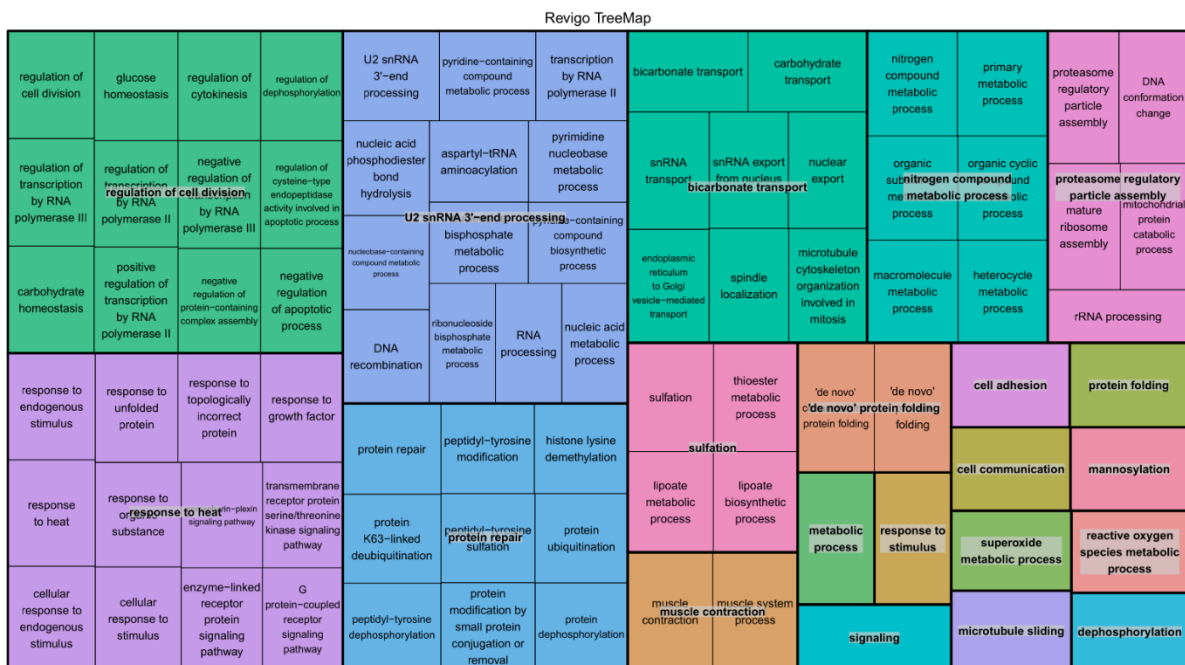 Revigo TreeMap
regulation of
cell division
glucose
homeostasis
regulation of
cytokinesis
regulation of
dephosphorylation
regulation of
transcription
by RNA
polymerase III
regulation of
transcription
by RNA
polymerase II
negative
regulation of
transcription
by RNA
polymerase III
regulation of
cysteine−type
endopeptidase
activity involved in
apoptotic process
regulation of cell division
carbohydrate
homeostasis
positive
regulation of
transcription
by RNA
polymerase II
negative
regulation of
protein−containing
complex assembly
negative
regulation
of apoptotic
process
U2 snRNA
3'−end
processing
pyridine−containing
compound
metabolic process
transcription
by RNA
polymerase II
nucleic acid
phosphodiester
bond
hydrolysis
aspartyl−tRNA
aminoacylation
pyrimidine
nucleobase
metabolic
process
U2 snRNA 3'−end processing
nucleobase−containing
compound metabolic
process
bisphosphate
metabolic
process
compound
biosynthetic
process
DNA
recombination
ribonucleoside
bisphosphate
metabolic
process
RNA
processing
nucleic acid
metabolic
process
bicarbonate transport
carbohydrate
transport
snRNA
transport
snRNA export
from nucleus
nuclear
export
bicarbonate transport
endoplasmic
reticulum
to Golgi
vesicle−mediated
transport
spindle
localization
microtubule
cytoskeleton
organization
involved in
mitosis
nitrogen
compound
metabolic
process
primary
metabolic
process
organic
metabolic
process
organic cyclic
compound
metabolic
process
nitrogen compound
metabolic process
macromolecule
metabolic
process
heterocycle
metabolic
process
proteasome
regulatory
particle
assembly
DNA
conformation
change
proteasome regulatory
particle assembly
mature
ribosome
assembly
mitochondrial
protein
catabolic
process
rRNA processing
response to
endogenous
stimulus
response to
unfolded
protein
response to
topologically
incorrect
protein
response to
growth factor
response
to heat
response to
organic
substance
signaling pathway
transmembrane
receptor protein
serine/threonine
kinase signaling
pathway
response to heat
cellular
response to
endogenous
stimulus
cellular
response to
stimulus
enzyme−linked
receptor
protein
signaling
pathway
G
protein−coupled
receptor
signaling
pathway
protein repair
peptidyl−tyrosine
modification
histone lysine
demethylation
protein
K63−linked
deubiquitination
peptidyl−tyrosine
sulfation
protein
ubiquitination
protein repair
peptidyl−tyrosine
dephosphorylation
protein
modification by
small protein
conjugation or
removal
protein
dephosphorylation
sulfation
thioester
metabolic
process
sulfation
lipoate
metabolic
process
lipoate
biosynthetic
process
muscle
contraction
muscle system
process
muscle contraction
'de novo'
protein folding
'de novo'
folding
'de novo' protein folding
metabolic
process
response to
stimulus
signaling
cell adhesion
protein folding
cell communication
mannosylation
superoxide
metabolic process
reactive oxygen
species metabolic
process
microtubule sliding
dephosphorylation